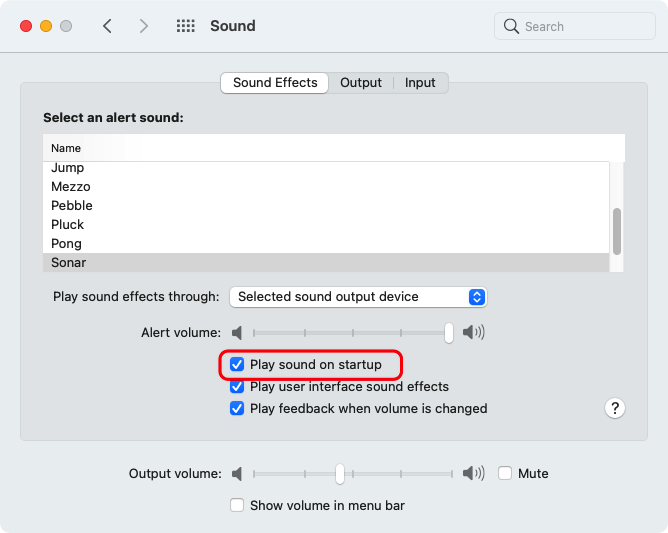 Sound
Search
Sound Effects Output Input
Select an alert sound:
Name
Jump
Mezzo
Pebble
Pluck
Pong
Sonar
Play sound effects through: Selected sound output device
Alert volume:
Play sound on startup
Play user interface sound effects
Play feedback when volume is changed
?
Output volume: Mute
Show volume in menu bar